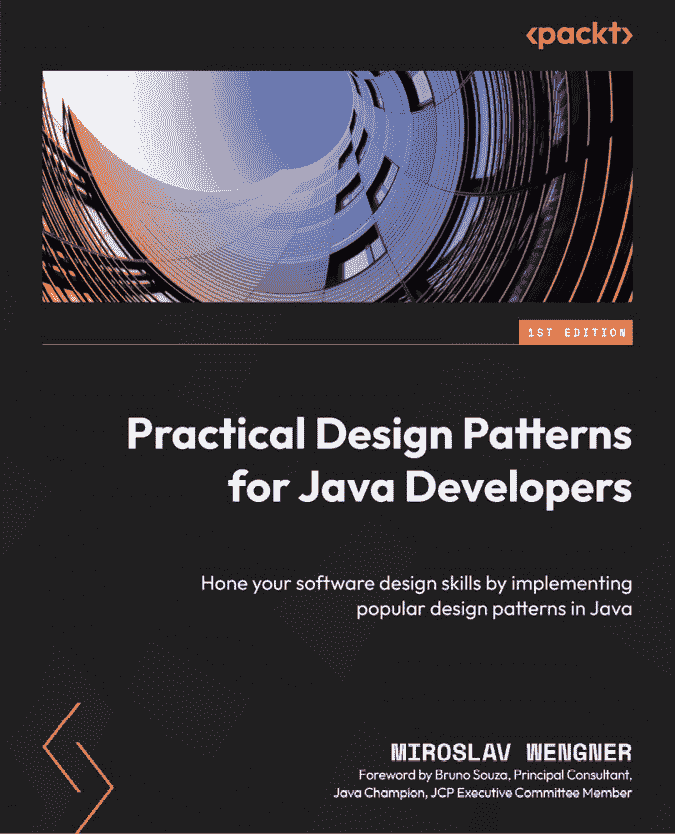 <packt>
1ST EDITION
Practical Design Patterns
for Java Developers
Hone your software design skills by implementing
popular design patterns in Java
MIROSLAV WENGNER
Foreword by Bruno Souza, Principal Consultant,
Java Champion, JCP Executive Committee Member